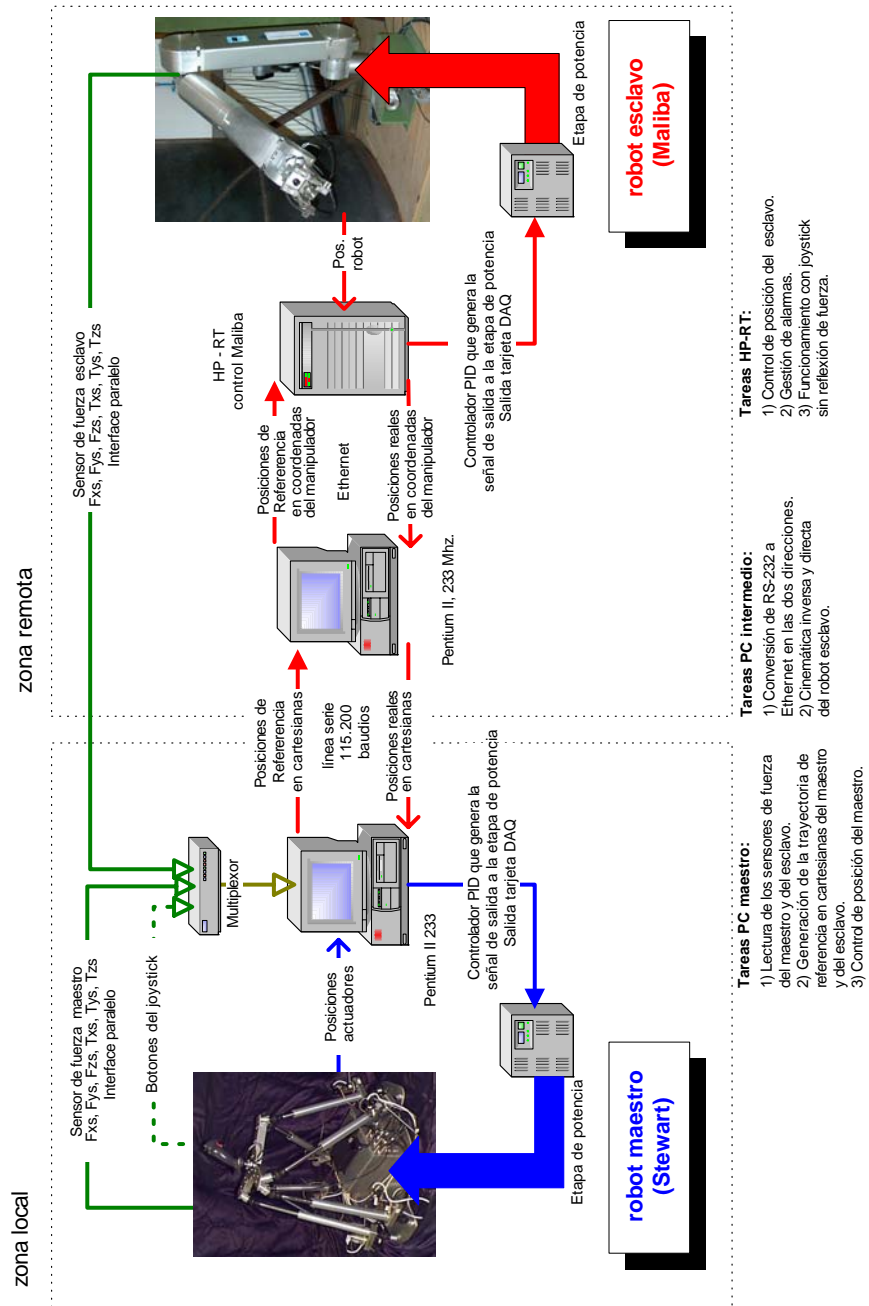 zona local
zona remota
Sensor de fuerza maestro
Fxs, Fys, Fzs, Txs, Tys, Tzs
Interface paralelo
Botones del joystick
Sensor de fuerza esclavo
Fxs, Fys, Fzs, Txs, Tys, Tzs
Interface paralelo
Multiplexor
Posiciones
actuadores
Pentium II 233
Posiciones de
Refererencia
en cartesianas
línea serie
115.200
baudios
Posiciones reales
en cartesianas
Pentium II, 233 Mhz.
Posiciones de
Refererencia
en coordenadas
del manipulador
Ethernet
Posiciones reales
en coordenadas
del manipulador
HP - RT
control Maliba
Pos.
robot
Controlador PID que genera la
señal de salida a la etapa de potencia
Salida tarjeta DAQ
Etapa de potencia
robot maestro
(Stewart)
Controlador PID que genera la
señal de salida a la etapa de potencia
Salida tarjeta DAQ
Etapa de potencia
robot esclavo
(Maliba)
Tareas PC maestro:
1) Lectura de los sensores de fuerza
del maestro y del esclavo.
2) Generación de la trayectoria de
referencia en cartesianas del maestro
y del esclavo.
3) Control de posición del maestro.
Tareas PC intermedio:
1) Conversión de RS-232 a
Ethernet en las dos direcciones.
2) Cinemática inversa y directa
del robot esclavo.
Tareas HP-RT:
1) Control de posición del esclavo.
2) Gestión de alarmas.
3) Funcionamiento con joystick
sin reflexión de fuerza.